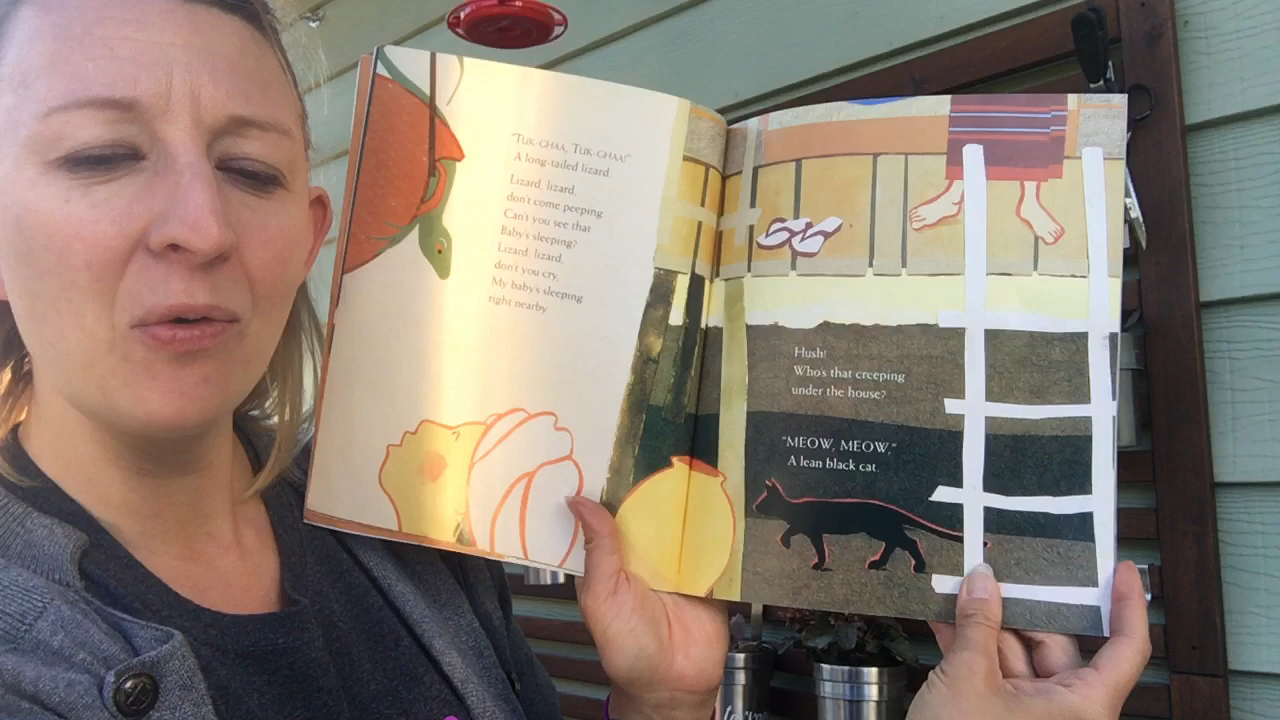 "TUK-GHAA, TUK-GHAA!"
A long-tailed lizard.
Lizard, lizard,
don't come peeping.
Can't you see that
Baby's sleeping?
Lizard, lizard,
don't you cry,
My baby's sleeping
right nearby.
Hush!
Who's that creeping
under the house?
"MEOW, MEOW,"
A lean black cat.